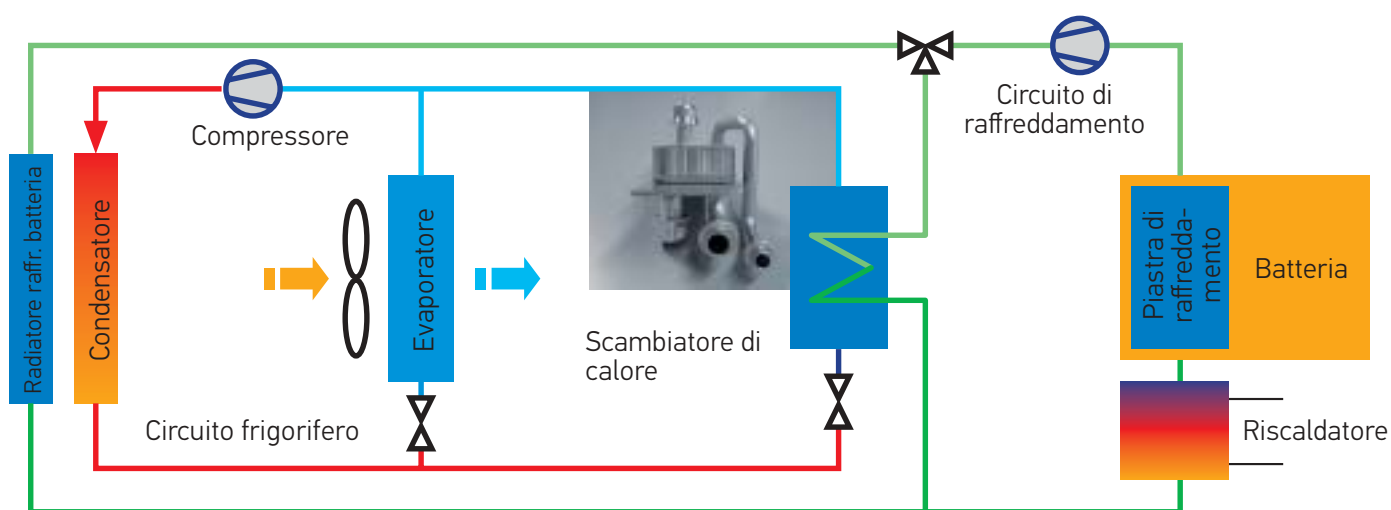 Compressore
Circuito di
raffreddamento
Radiatore raffr. batteria
Condensatore
Evaporatore
Piastra di
raffredda-
mento
Batteria
Scambiatore di
calore
Circuito frigorifero
Riscaldatore